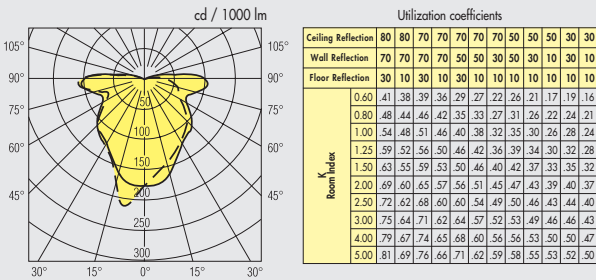 cd / 1000 lm
105°
90°
75°
60°
45°
30°
15°
0°
15°
30°
105°
90°
75°
60°
45°
50
100
150
200
250
300
Utilization coefficients
Ceiling Reflection 80 80 70 70 70 70 70 50 50 50 30 30
Wall Reflection 70 70 70 70 50 50 30 50 30 10 30 10
Floor Reflection 30 10 30 10 30 10 10 10 10 10 10 10
K
Room Index
0.60 .41 .38 .39 .36 .29 .27 .22 .26 .21 .17 .19 .16
0.80 .48 .44 .46 .42 .35 .33 .27 .31 .26 .22 .24 .21
1.00 .54 .48 .51 .46 .40 .38 .32 .35 .30 .26 .28 .24
1.25 .59 .52 .56 .50 .46 .42 .36 .39 .34 .30 .32 .28
1.50 .63 .55 .59 .53 .50 .46 .40 .42 .37 .33 .35 .32
2.00 .69 .60 .57 .56 .51 .45 .47 .43 .39 .40 .37
2.50 .72 .62 .68 .60 .60 .54 .49 .50 .46 .43 .44 .40
3.00 .75 .64 .71 .62 .64 .57 .52 .53 .49 .46 .46 .43
4.00 .79 .67 .74 .65 .68 .60 .56 .56 .53 .50 .50 .47
5.00 .81 .69 .76 .66 .71 .62 .59 .58 .55 .53 .52 .50